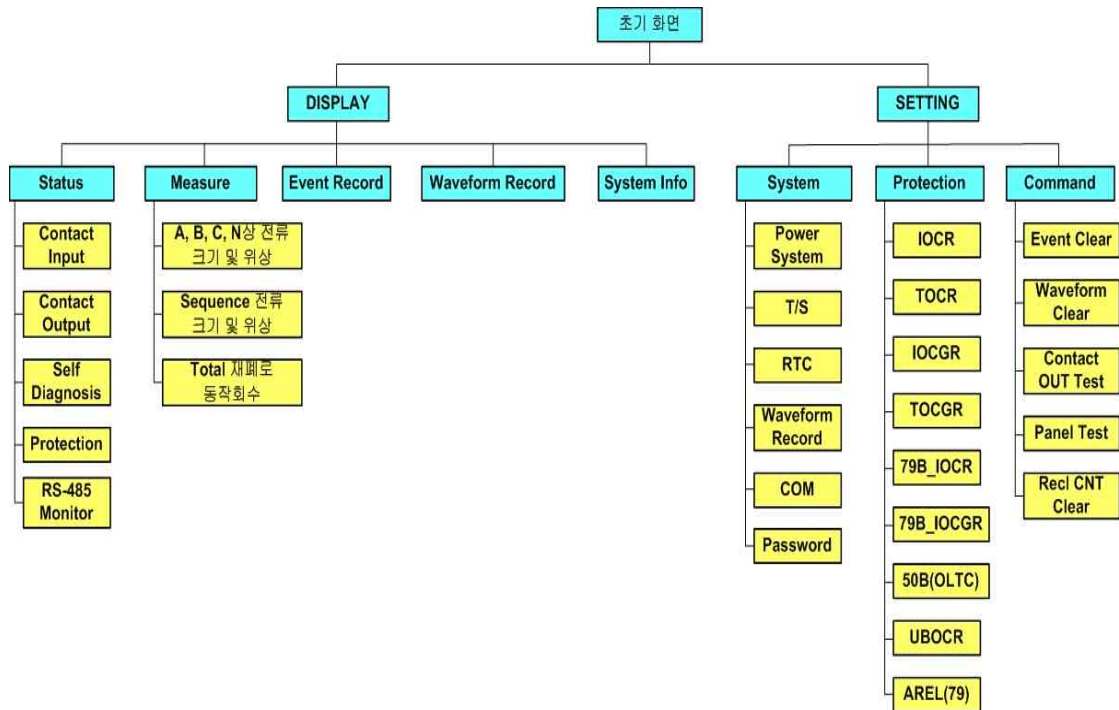 초기 화면
DISPLAY
SETTING
Status
Measure
Event Record
Waveform Record
System Info
System
Protection
Command
Contact
Input
Contact
Output
Self
Diagnosis
Protection
RS-485
Monitor
A, B, C, N상 전류
크기 및 위상
Sequence 전류
크기 및 위상
Total 재폐로
동작회수
Power
System
T/S
RTC
Waveform
Record
COM
Password
IOCR
TOCR
IOCGR
TOCGR
79B_IOCR
79B_IOCGR
50B(OLTC)
UBOCR
AREL(79)
Event Clear
Waveform
Clear
Contact
OUT Test
Panel Test
Recl CNT
Clear